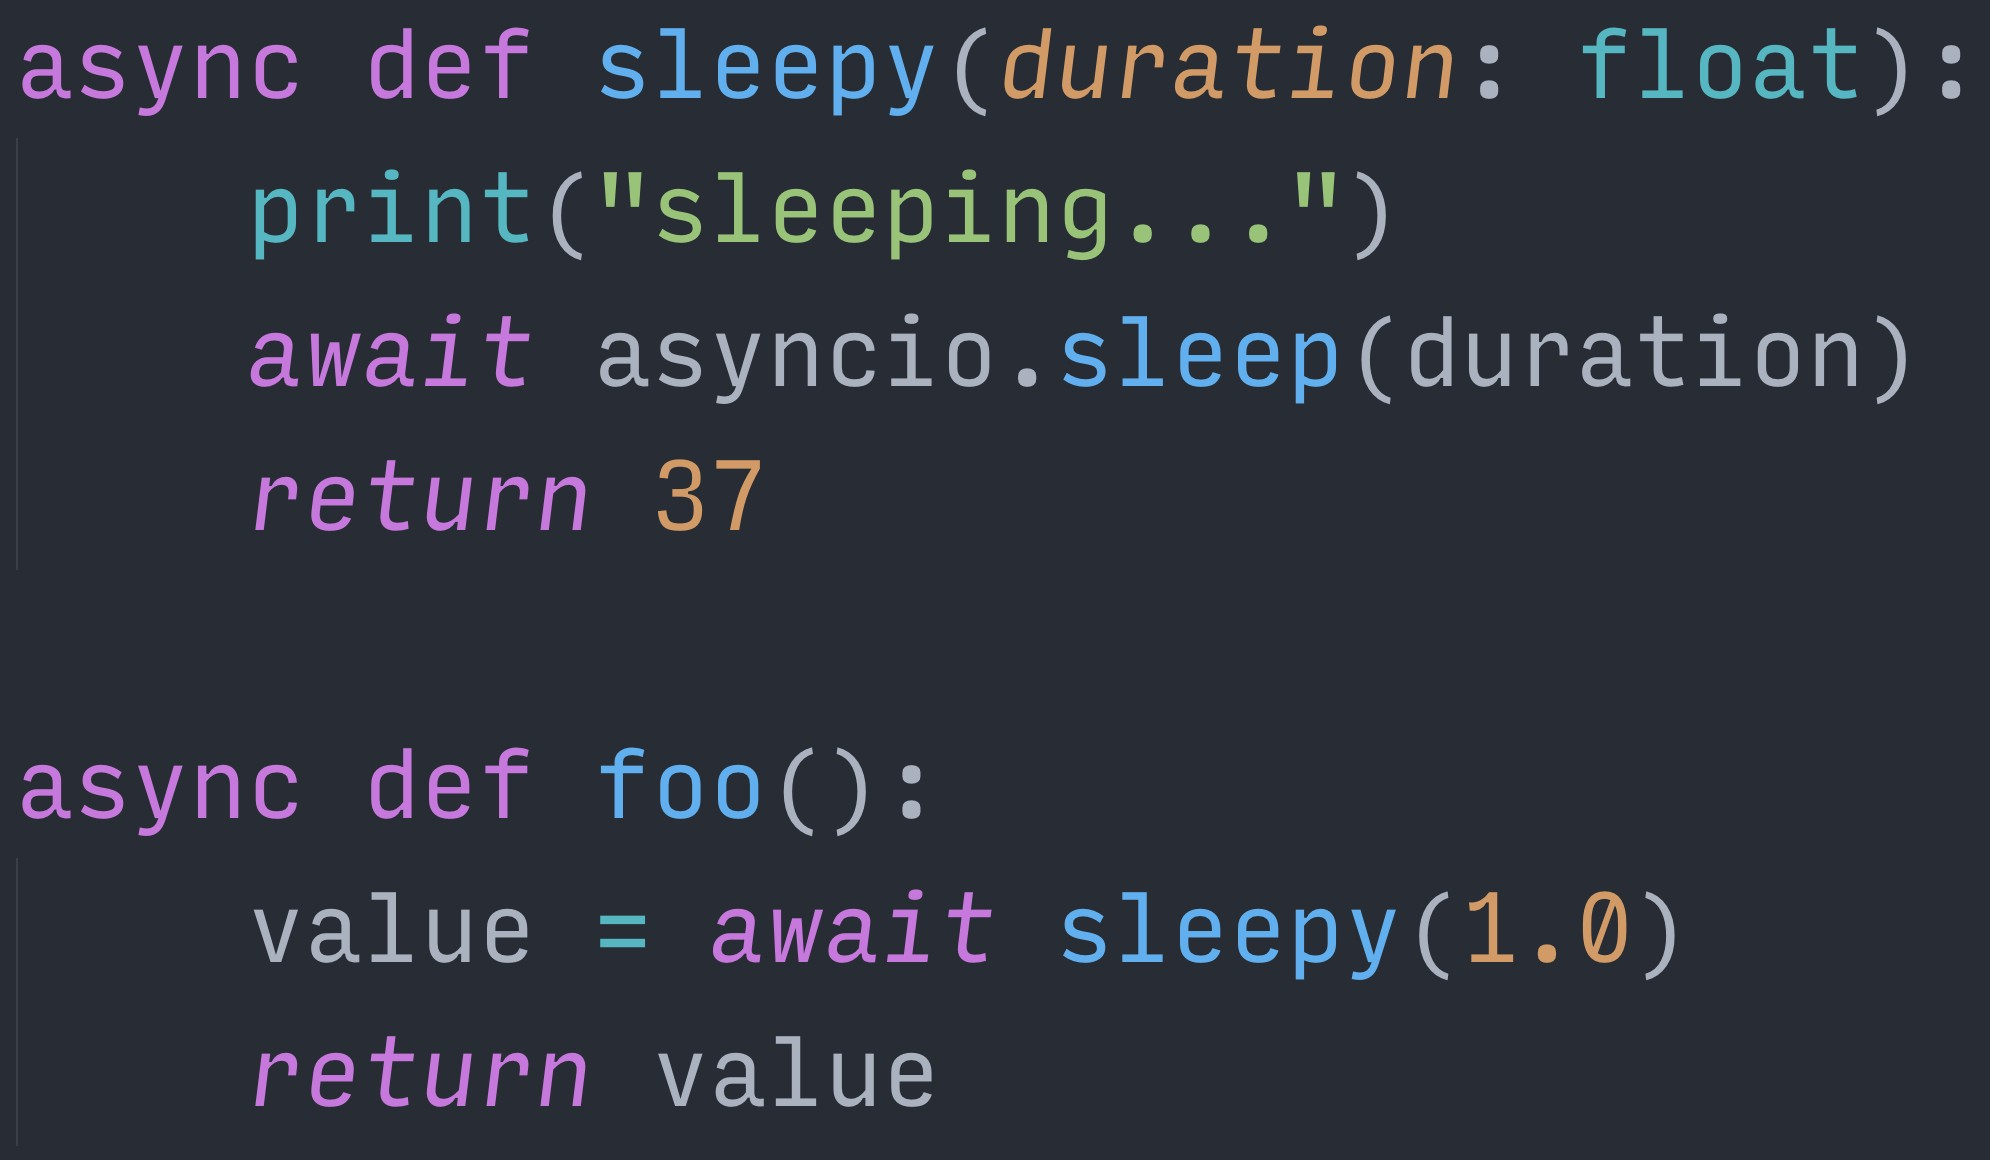 async def sleepy(duration: float):
    print("sleeping...")
    await asyncio.sleep(duration)
    return 37

async def foo():
    value = await sleepy(1.0)
    return value